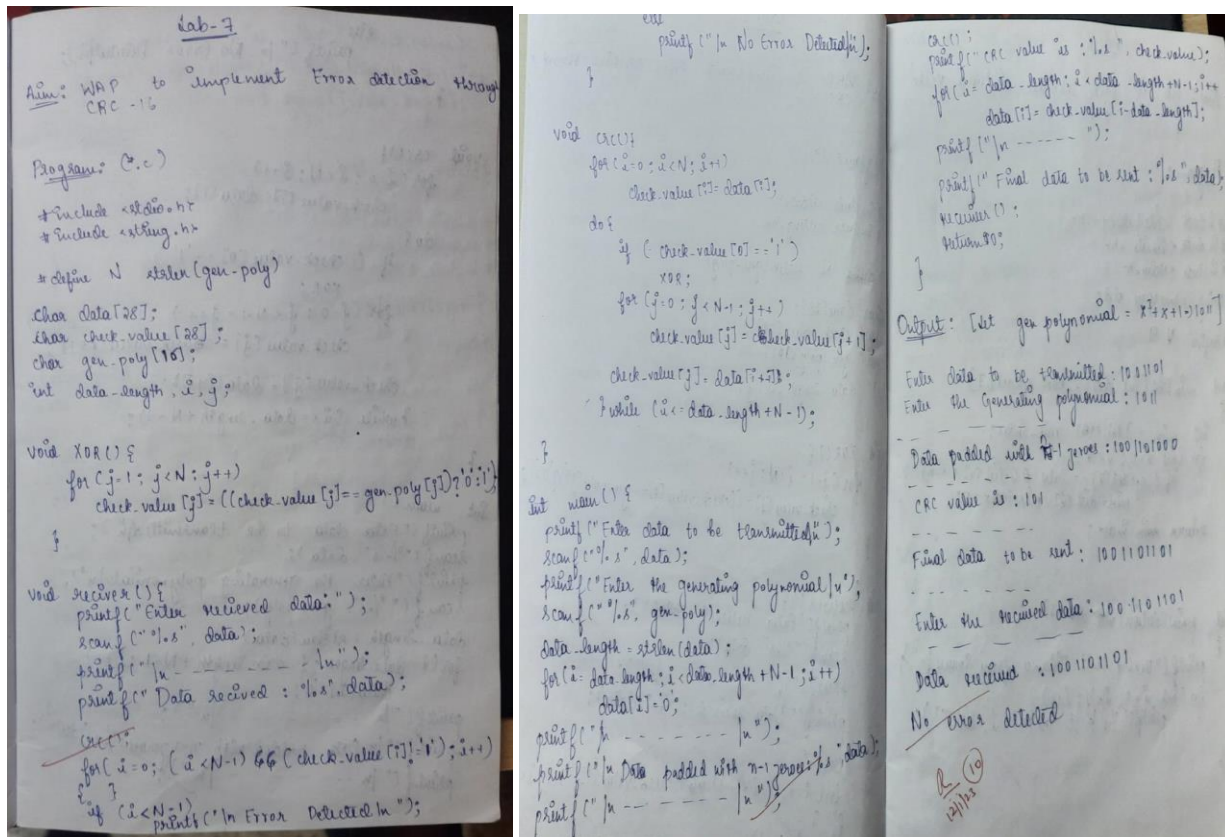 Lab-7
Aim: WAP to implement Error detection through
CRC -16
Program: (*.c)
#include <stdio.h>
#include <string.h>
#define N strlen(gen-poly)
char data[28];
char check-value[28];
char gen-poly[10];
int data-length, i, j;
void XOR() {
for (j=1; j<N; j++)
check-value[j] = ((check-value[j] == gen-poly[j])?'0':'1');
}
void reciver() {
printf("Enter recieved data:");
scanf("%s", data);
printf("\n- - - - - - - \n");
printf("Data recived : %s", data);
crc();
for(i=0; (i<N-1) && (check-value[i]!='1'); i++)
{ }
if (i<N-1)
printf("\n Error Detected\n ");
else
printf("\n No Error Detected\n");
}
void crc(){
for(i=0; i<N; i++)
check-value[i]=data[i];
do {
if (check-value[0] =='1')
XOR;
for (j=0; j<N-1; j++)
check-value[j] = check-value[j+1];
check-value[j] = data[i++];
} while (i<= data-length+N-1);
}
int main() {
printf("Enter data to be transmitted\n");
scanf("%s", data);
printf("Enter the generating polynomial \n");
scanf("%s", gen-poly);
data-length = strlen(data);
for(i= data-length; i< data-length+N-1; i++)
data[i]='0';
printf("\n - - - - - - - \n");
printf("\n Data padded with n-1 zeroes:%s", data);
printf("\n - - - - - - - \n");
crc();
printf("CRC value is : %s", check-value);
for(i= data-length; i< data-length+N-1; i++
data[i]= check-value[i-data-length];
printf("\n - - - - - - ");
printf("Final data to be sent : %s", data);
reciever();
return 0;
}
Output: [Let gen polynomial = x³+x+1→1011]
Enter data to be transmitted: 1001101
Enter the Generating polynomial: 1011
- - - - - - - - - -
Data padded with n-1 zeroes: 1001101000
- - - - - - - - - -
CRC value is : 101
- - - - - - -
Final data to be sent: 1001101101
- - - - - - -
Enter the recieved data: 1001101101
- - - - - - -
Data recieved : 1001101101
No error detected
10
12/1/23